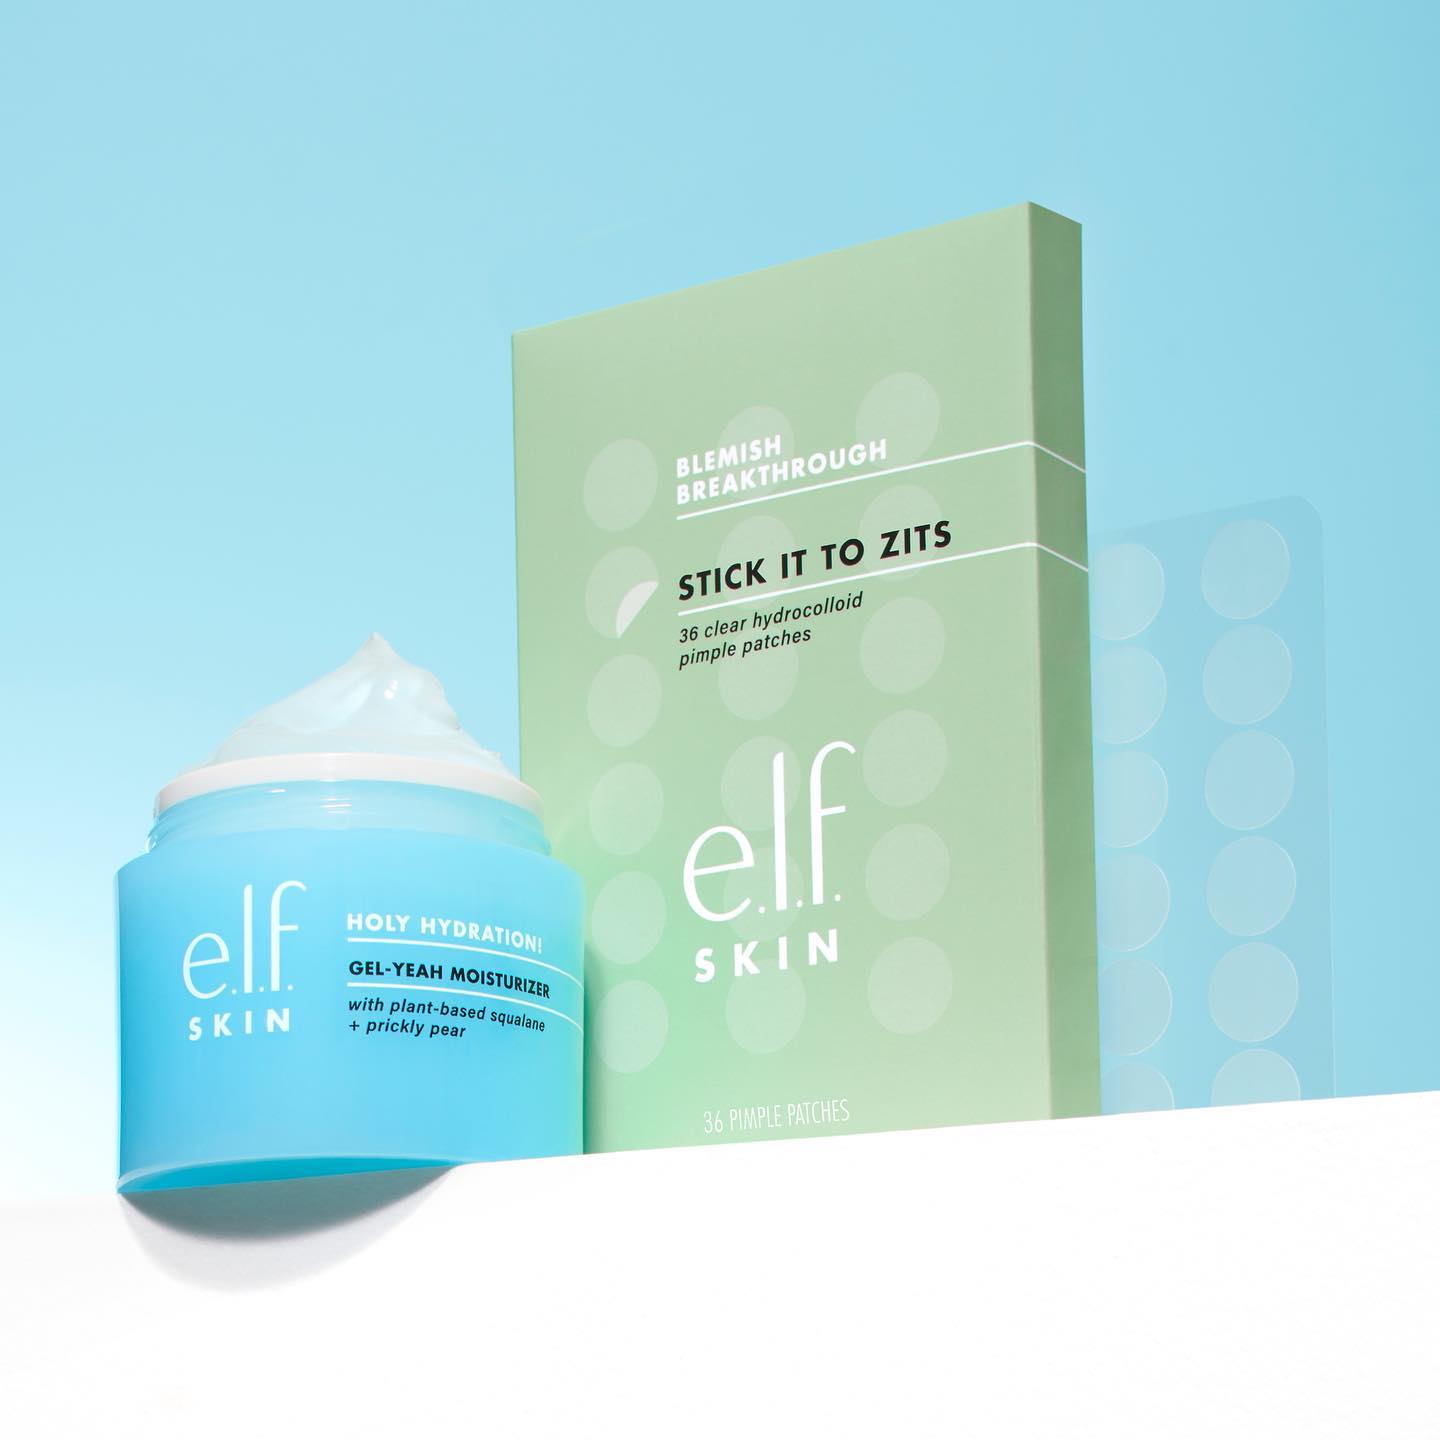 BLEMISH
BREAKTHROUGH
STICK IT TO ZITS
36 clear hydrocolloid
pimple patches
e.l.f.
SKIN
36 PIMPLE PATCHES
e.l.f.
SKIN
HOLY HYDRATION!
GEL-YEAH MOISTURIZER
with plant-based squalane
+ prickly pear